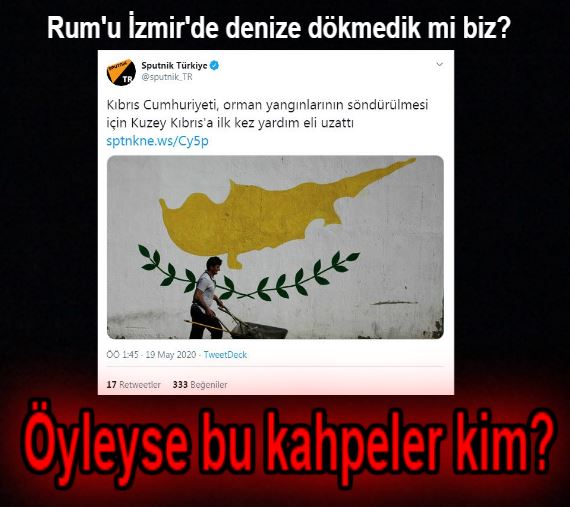 Rum'u İzmir'de denize dökmedik mi biz?
SPUTNIK
TR
Sputnik Türkiye
@sputnik_TR
Kıbrıs Cumhuriyeti, orman yangınlarının söndürülmesi
için Kuzey Kıbrıs'a ilk kez yardım eli uzattı
sptnkne.ws/Cy5p
ÖÖ 1:45 · 19 May 2020 · TweetDeck
17 Retweetler 333 Beğeniler
Öyleyse bu kahpeler kim?